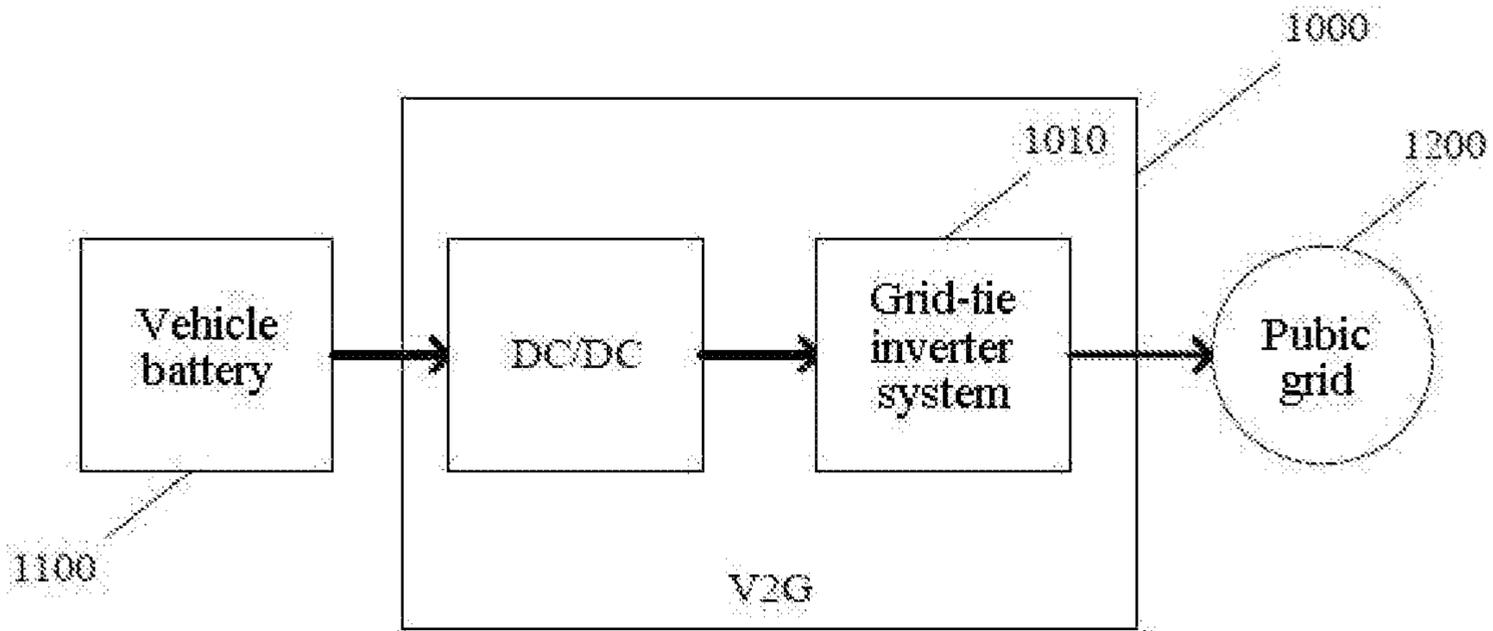 1000
1010
1200
Vehicle
battery
DC/DC
Grid-tie
inverter
system
Pubic
grid
1100
V2G